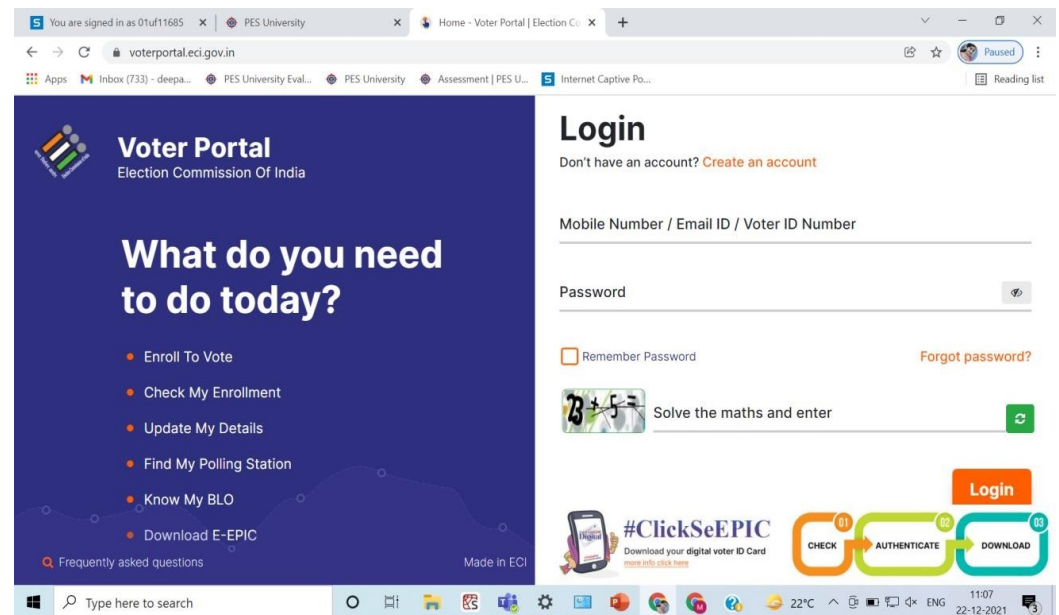 You are signed in as 01uf11685
PES University
Home - Voter Portal | Election Co
voterportal.eci.gov.in
Paused
Apps
Inbox (733) - deepa...
PES University Eval...
PES University
Assessment | PES U...
Internet Captive Po...
Reading list
Voter Portal
Election Commission Of India
What do you need
to do today?
Enroll To Vote
Check My Enrollment
Update My Details
Find My Polling Station
Know My BLO
Download E-EPIC
Frequently asked questions
Made in ECI
Login
Don't have an account? Create an account
Mobile Number / Email ID / Voter ID Number
Password
Remember Password
Forgot password?
Solve the maths and enter
Login
Digital
#ClickSeEPIC
Download your digital voter ID Card
more info click here
01
CHECK
02
AUTHENTICATE
03
DOWNLOAD
Type here to search
22°C
ENG
11:07
22-12-2021